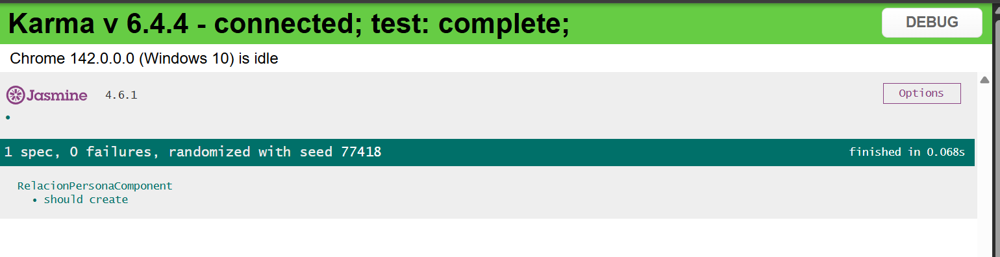 Karma v 6.4.4 - connected; test: complete;
DEBUG
Chrome 142.0.0.0 (Windows 10) is idle
Jasmine 4.6.1
Options
•
1 spec, 0 failures, randomized with seed 77418
finished in 0.068s
RelacionPersonaComponent
• should create